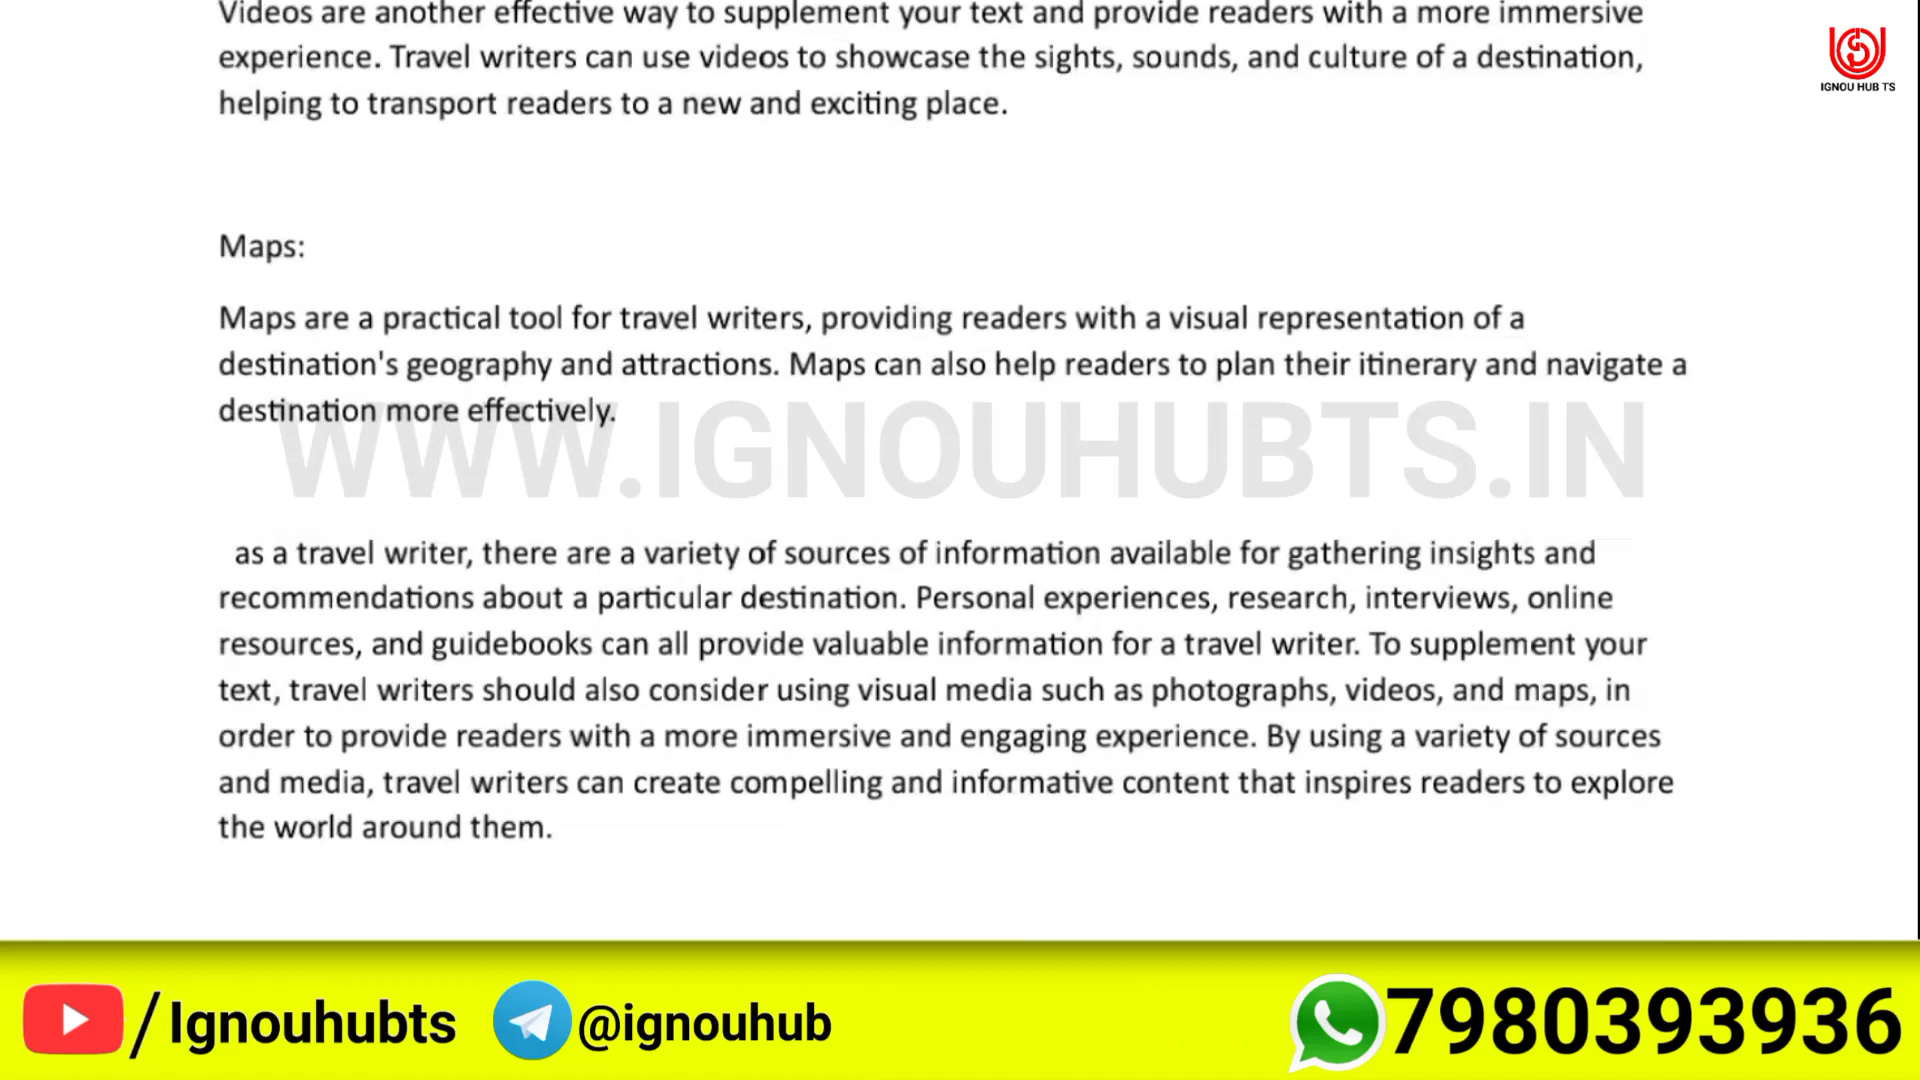 Videos are another effective way to supplement your text and provide readers with a more immersive
experience. Travel writers can use videos to showcase the sights, sounds, and culture of a destination,
helping to transport readers to a new and exciting place.
IGNOU HUB TS
Maps:
Maps are a practical tool for travel writers, providing readers with a visual representation of a
destination's geography and attractions. Maps can also help readers to plan their itinerary and navigate a
destination more effectively.
WWW.IGNOUHUBTS.IN
as a travel writer, there are a variety of sources of information available for gathering insights and
recommendations about a particular destination. Personal experiences, research, interviews, online
resources, and guidebooks can all provide valuable information for a travel writer. To supplement your
text, travel writers should also consider using visual media such as photographs, videos, and maps, in
order to provide readers with a more immersive and engaging experience. By using a variety of sources
and media, travel writers can create compelling and informative content that inspires readers to explore
the world around them.
/Ignouhubts @ignouhub 7980393936